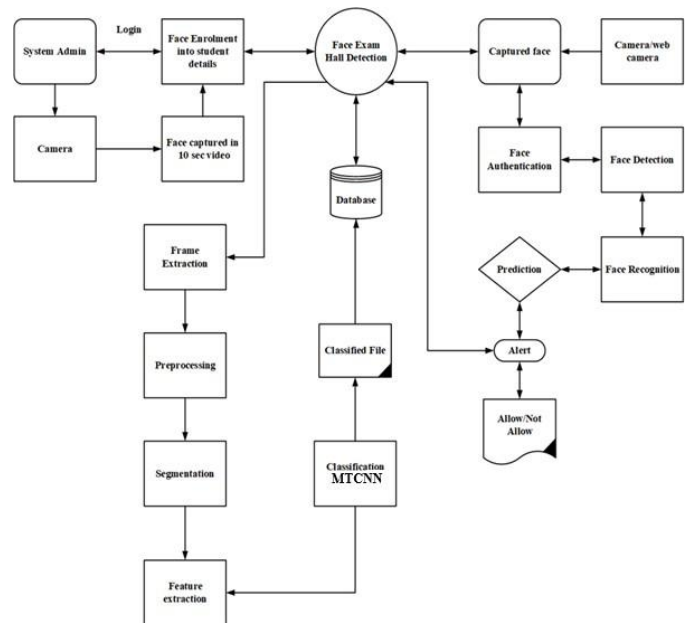 Login
System Admin
Face Enrolment
into student
details
Face Exam
Hall Detection
Captured face
Camera/web
camera
Camera
Face captured in
10 sec video
Face
Authentication
Face Detection
Database
Frame
Extraction
Prediction
Face Recognition
Preprocessing
Classified File
Alert
Allow/Not
Allow
Segmentation
Classification
MTCNN
Feature
extraction